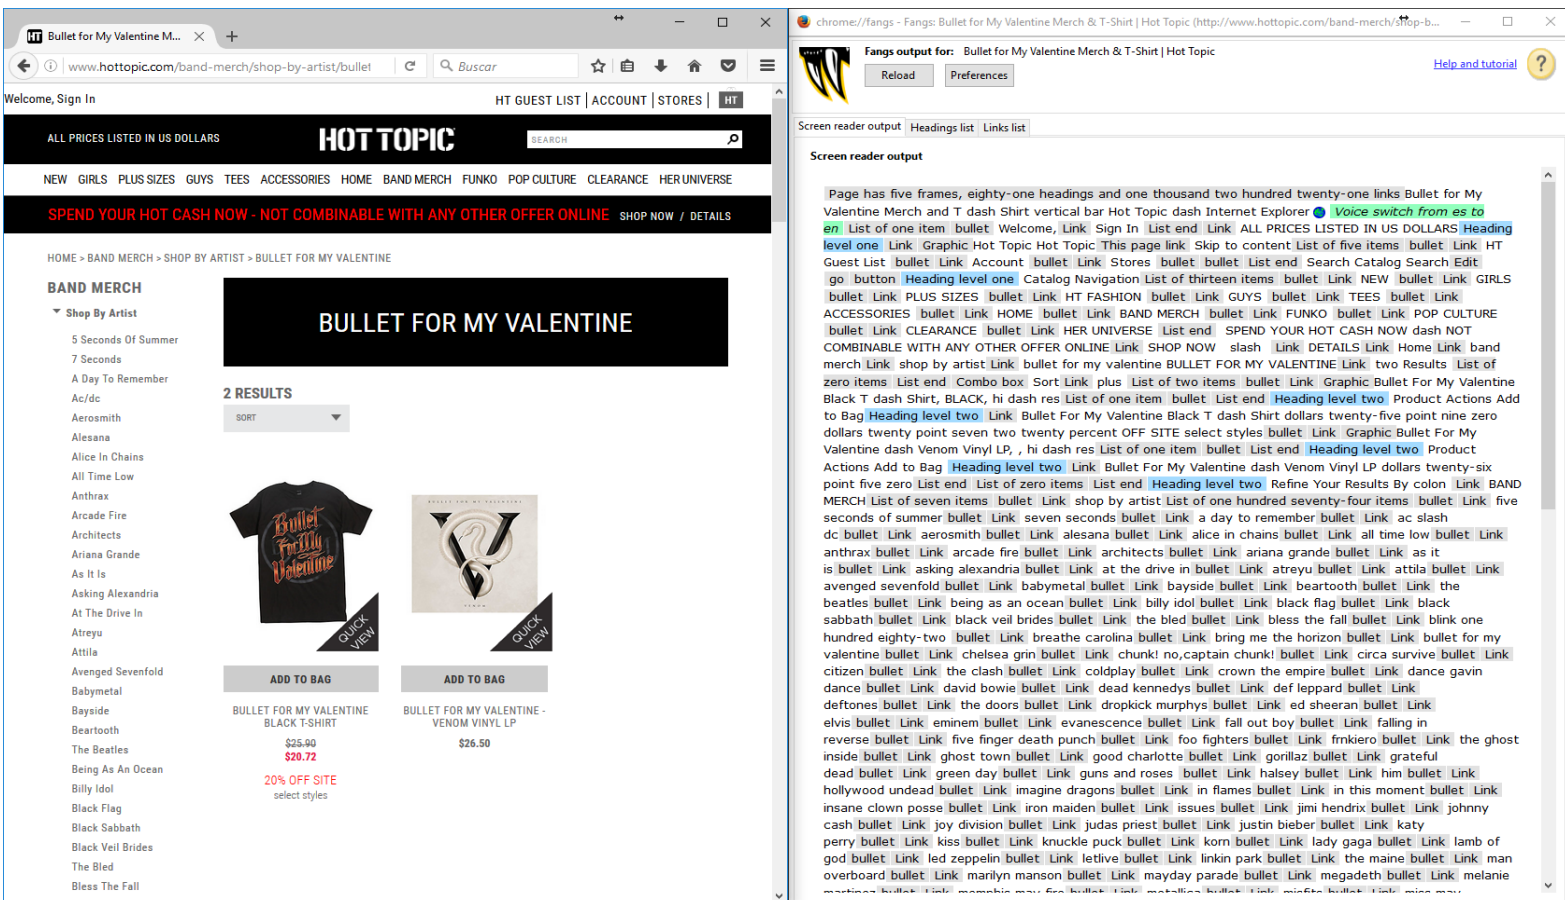 Bullet for My Valentine M...
www.hottopic.com/band-merch/shop-by-artist/bullet
Buscar
Welcome, Sign In
HT GUEST LIST | ACCOUNT | STORES |
HT
ALL PRICES LISTED IN US DOLLARS
HOT TOPIC
SEARCH
NEW GIRLS PLUS SIZES GUYS TEES ACCESSORIES HOME BAND MERCH FUNKO POP CULTURE CLEARANCE HER UNIVERSE
SPEND YOUR HOT CASH NOW - NOT COMBINABLE WITH ANY OTHER OFFER ONLINE SHOP NOW / DETAILS
HOME > BAND MERCH > SHOP BY ARTIST > BULLET FOR MY VALENTINE
BAND MERCH
Shop By Artist
5 Seconds Of Summer
7 Seconds
A Day To Remember
Ac/dc
Aerosmith
Alesana
Alice In Chains
All Time Low
Anthrax
Arcade Fire
Architects
Ariana Grande
As It Is
Asking Alexandria
At The Drive In
Atreyu
Attila
Avenged Sevenfold
Babymetal
Bayside
Beartooth
The Beatles
Being As An Ocean
Billy Idol
Black Flag
Black Sabbath
Black Veil Brides
The Bled
Bless The Fall
BULLET FOR MY VALENTINE
2 RESULTS
SORT
Bullet
For My
Valentine
QUICK
VIEW
BULLET FOR MY VALENTINE
V
VENOM
QUICK
VIEW
ADD TO BAG
ADD TO BAG
BULLET FOR MY VALENTINE
BLACK T-SHIRT
$25.90
$20.72
20% OFF SITE
select styles
BULLET FOR MY VALENTINE -
VENOM VINYL LP
$26.50
chrome://fangs - Fangs: Bullet for My Valentine Merch & T-Shirt | Hot Topic (http://www.hottopic.com/band-merch/shop-b...
Fangs output for: Bullet for My Valentine Merch & T-Shirt | Hot Topic
Reload Preferences
Help and tutorial
?
Screen reader output Headings list Links list
Screen reader output
Page has five frames, eighty-one headings and one thousand two hundred twenty-one links Bullet for My
Valentine Merch and T dash Shirt vertical bar Hot Topic dash Internet Explorer Voice switch from es to
en List of one item bullet Welcome, Link Sign In List end Link ALL PRICES LISTED IN US DOLLARS Heading
level one Link Graphic Hot Topic Hot Topic This page link Skip to content List of five items bullet Link HT
Guest List bullet Link Account bullet Link Stores bullet bullet List end Search Catalog Search Edit
go button Heading level one Catalog Navigation List of thirteen items bullet Link NEW bullet Link GIRLS
bullet Link PLUS SIZES bullet Link HT FASHION bullet Link GUYS bullet Link TEES bullet Link
ACCESSORIES bullet Link HOME bullet Link BAND MERCH bullet Link FUNKO bullet Link POP CULTURE
bullet Link CLEARANCE bullet Link HER UNIVERSE List end SPEND YOUR HOT CASH NOW dash NOT
COMBINABLE WITH ANY OTHER OFFER ONLINE Link SHOP NOW slash Link DETAILS Link Home Link band
merch Link shop by artist Link bullet for my valentine BULLET FOR MY VALENTINE Link two Results List of
zero items List end Combo box Sort Link plus List of two items bullet Link Graphic Bullet For My Valentine
Black T dash Shirt, BLACK, hi dash res List of one item bullet List end Heading level two Product Actions Add
to Bag Heading level two Link Bullet For My Valentine Black T dash Shirt dollars twenty-five point nine zero
dollars twenty point seven two twenty percent OFF SITE select styles bullet Link Graphic Bullet For My
Valentine dash Venom Vinyl LP, , hi dash res List of one item bullet List end Heading level two Product
Actions Add to Bag Heading level two Link Bullet For My Valentine dash Venom Vinyl LP dollars twenty-six
point five zero List end List of zero items List end Heading level two Refine Your Results By colon Link BAND
MERCH List of seven items bullet Link shop by artist List of one hundred seventy-four items bullet Link five
seconds of summer bullet Link seven seconds bullet Link a day to remember bullet Link ac slash
dc bullet Link aerosmith bullet Link alesana bullet Link alice in chains bullet Link all time low bullet Link
anthrax bullet Link arcade fire bullet Link architects bullet Link ariana grande bullet Link as it
is bullet Link asking alexandria bullet Link at the drive in bullet Link atreyu bullet Link attila bullet Link
avenged sevenfold bullet Link babymetal bullet Link bayside bullet Link beartooth bullet Link the
beatles bullet Link being as an ocean bullet Link billy idol bullet Link black flag bullet Link black
sabbath bullet Link black veil brides bullet Link the bled bullet Link bless the fall bullet Link blink one
hundred eighty-two bullet Link breathe carolina bullet Link bring me the horizon bullet Link bullet for my
valentine bullet Link chelsea grin bullet Link chunk! no,captain chunk! bullet Link circa survive bullet Link
citizen bullet Link the clash bullet Link coldplay bullet Link crown the empire bullet Link dance gavin
dance bullet Link david bowie bullet Link dead kennedys bullet Link def leppard bullet Link
deftones bullet Link the doors bullet Link dropkick murphys bullet Link ed sheeran bullet Link
elvis bullet Link eminem bullet Link evanescence bullet Link fall out boy bullet Link falling in
reverse bullet Link five finger death punch bullet Link foo fighters bullet Link frnkiero bullet Link the ghost
inside bullet Link ghost town bullet Link good charlotte bullet Link gorillaz bullet Link grateful
dead bullet Link green day bullet Link guns and roses bullet Link halsey bullet Link him bullet Link
hollywood undead bullet Link imagine dragons bullet Link in flames bullet Link in this moment bullet Link
insane clown posse bullet Link iron maiden bullet Link issues bullet Link jimi hendrix bullet Link johnny
cash bullet Link joy division bullet Link judas priest bullet Link justin bieber bullet Link katy
perry bullet Link kiss bullet Link knuckle puck bullet Link korn bullet Link lady gaga bullet Link lamb of
god bullet Link led zeppelin bullet Link letlive bullet Link linkin park bullet Link the maine bullet Link man
overboard bullet Link marilyn manson bullet Link mayday parade bullet Link megadeth bullet Link melanie
martinez bullet Link memphis may fire bullet Link metallica bullet Link misfits bullet Link miss may